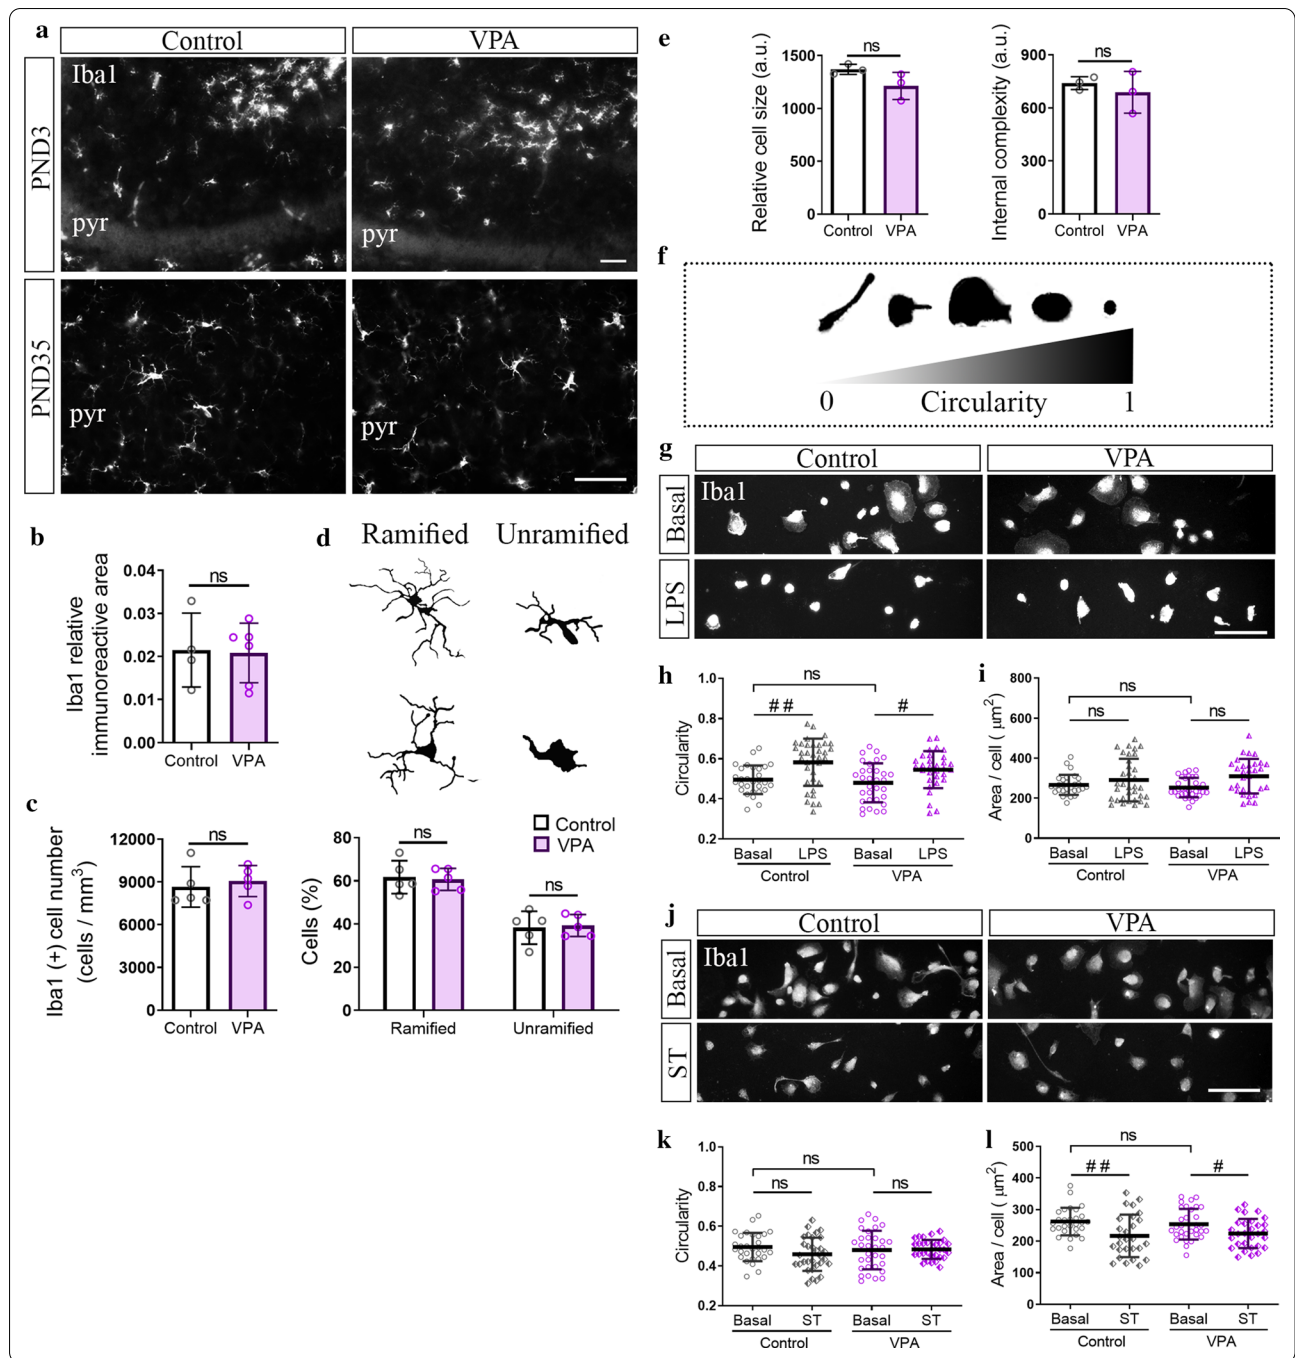 a
Control
VPA
PND3
Iba1
pyr
pyr
PND35
pyr
pyr
b
Iba1 relative
immunoreactive area
0.04
0.03
0.02
0.01
0.00
ns
Control
VPA
c
Iba1 (+) cell number
(cells / mm³)
12000
9000
6000
3000
0
ns
Control
VPA
d
Ramified
Unramified
Control
VPA
Cells (%)
80
60
40
20
0
ns
ns
Ramified
Unramified
e
Relative cell size (a.u.)
1500
1000
500
0
ns
Control
VPA
Internal complexity (a.u.)
900
600
300
0
ns
Control
VPA
f
0
Circularity
1
g
Control
VPA
Basal
Iba1
LPS
h
Circularity
1.0
0.8
0.6
0.4
0.2
ns
# #
#
Basal
LPS
Basal
LPS
Control
VPA
i
Area / cell ( µm²)
800
600
400
200
0
ns
ns
ns
Basal
LPS
Basal
LPS
Control
VPA
j
Control
VPA
Basal
Iba1
ST
k
Circularity
1.0
0.8
0.6
0.4
0.2
ns
ns
ns
Basal
ST
Basal
ST
Control
VPA
l
Area / cell ( µm²)
500
400
300
200
100
0
ns
# #
#
Basal
ST
Basal
ST
Control
VPA